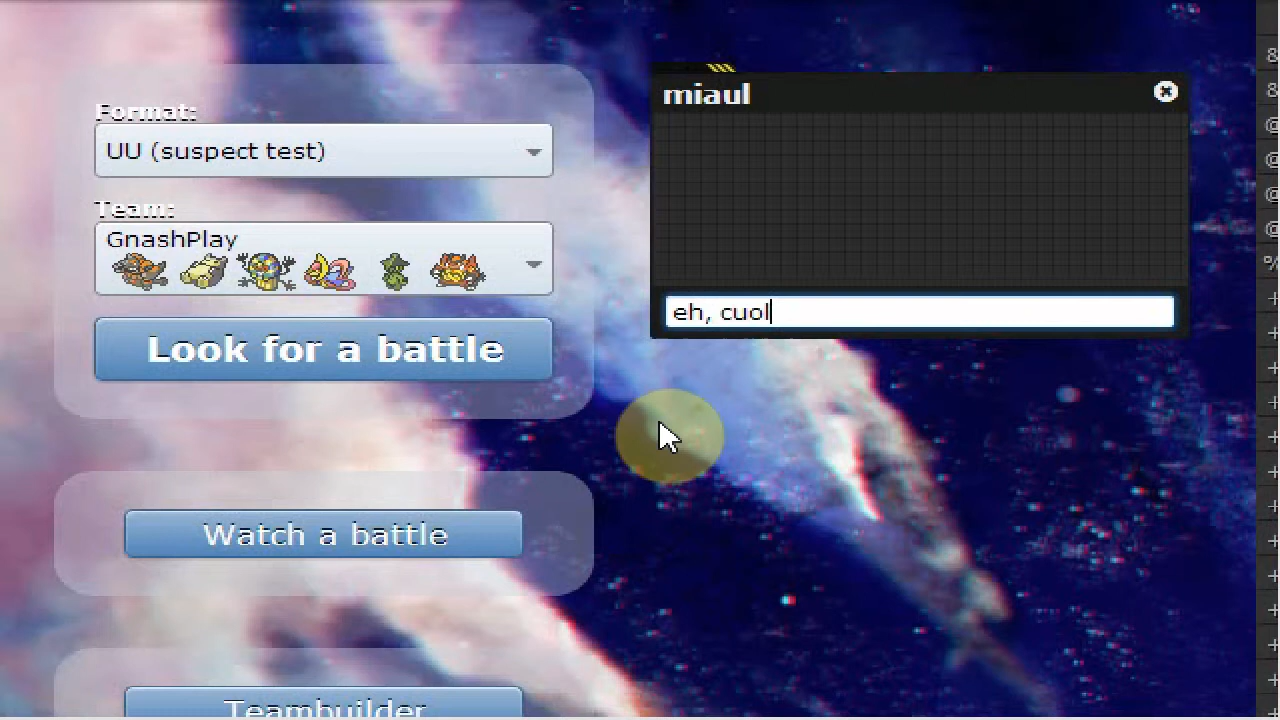 Format:
UU (suspect test)
Team:
GnashPlay
Look for a battle
Watch a battle
Teambuilder
miaul
eh, cuol
&
&
@
@
@
@
%
+
+
+
+
+
+
+
+
+
+
+
+
+